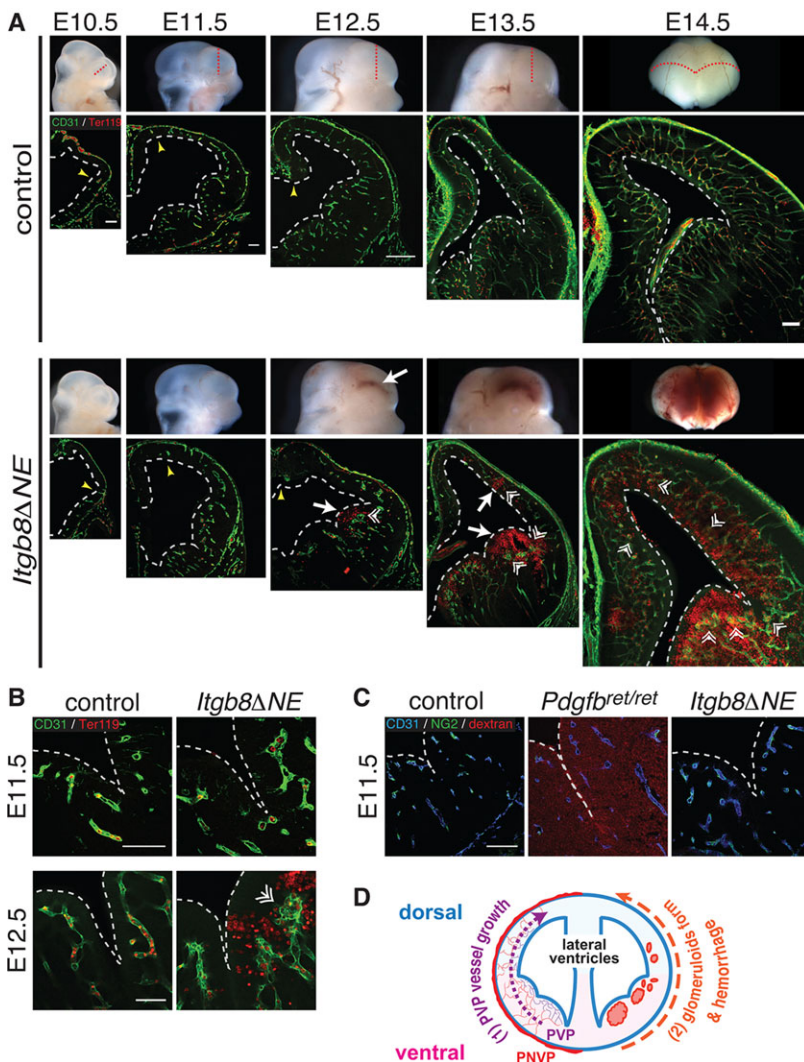 A
E10.5 E11.5 E12.5 E13.5 E14.5
control
CD31 / Ter119
Itgb8ΔNE
B
control Itgb8ΔNE
CD31 / Ter119
E11.5
E12.5
C
control Pdgfbret/ret Itgb8ΔNE
CD31 / NG2 / dextran
E11.5
D
dorsal
lateral
ventricles
(1) PVP vessel growth
(2) glomeruloids form
& hemorrhage
PVP
ventral
PNVP